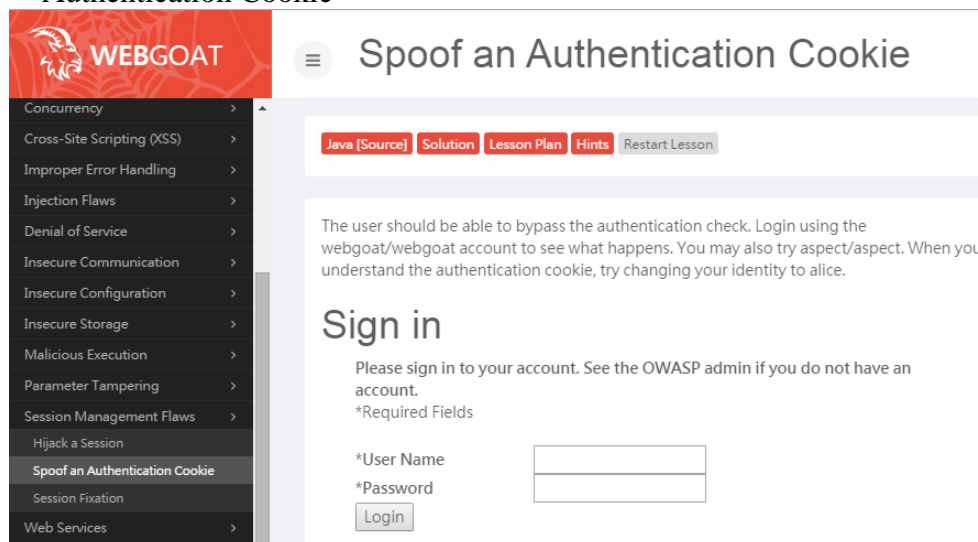 Authentication Cookie
WEBGOAT
Spoof an Authentication Cookie
Concurrency
Cross-Site Scripting (XSS)
Improper Error Handling
Injection Flaws
Denial of Service
Insecure Communication
Insecure Configuration
Insecure Storage
Malicious Execution
Parameter Tampering
Session Management Flaws
Hijack a Session
Spoof an Authentication Cookie
Session Fixation
Web Services
Java [Source] Solution Lesson Plan Hints Restart Lesson
The user should be able to bypass the authentication check. Login using the
webgoat/webgoat account to see what happens. You may also try aspect/aspect. When you
understand the authentication cookie, try changing your identity to alice.
Sign in
Please sign in to your account. See the OWASP admin if you do not have an
account.
*Required Fields
*User Name
*Password
Login